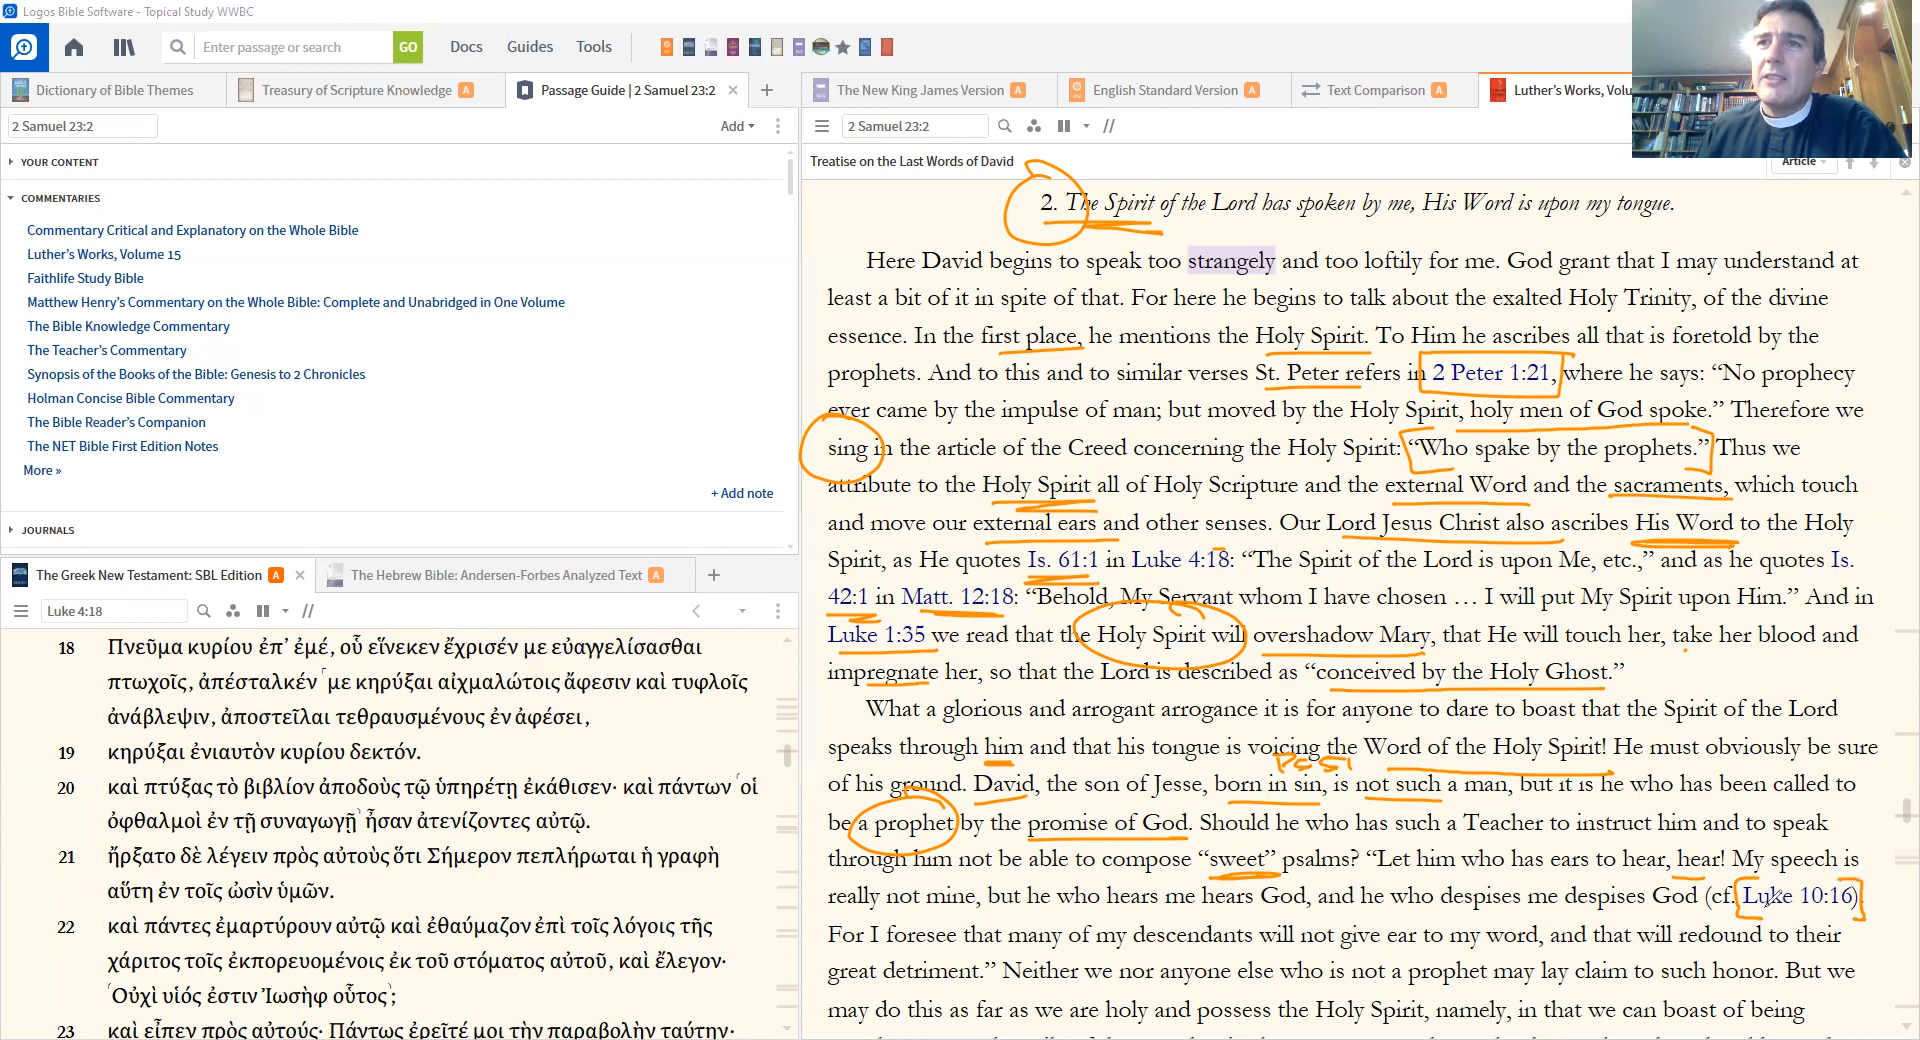 Logos Bible Software - Topical Study WWBC
Enter passage or search
GO
Docs
Guides
Tools
Dictionary of Bible Themes
Treasury of Scripture Knowledge A
Passage Guide | 2 Samuel 23:2
The New King James Version A
English Standard Version A
Text Comparison A
Luther's Works, Volu
2 Samuel 23:2
Add
YOUR CONTENT
COMMENTARIES
Commentary Critical and Explanatory on the Whole Bible
Luther's Works, Volume 15
Faithlife Study Bible
Matthew Henry's Commentary on the Whole Bible: Complete and Unabridged in One Volume
The Bible Knowledge Commentary
The Teacher's Commentary
Synopsis of the Books of the Bible: Genesis to 2 Chronicles
Holman Concise Bible Commentary
The Bible Reader's Companion
The NET Bible First Edition Notes
More »
+ Add note
JOURNALS
The Greek New Testament: SBL Edition A
The Hebrew Bible: Andersen-Forbes Analyzed Text A
Luke 4:18
18 Πνεῦμα κυρίου ἐπ’ ἐμέ, οὗ εἵνεκεν ἔχρισέν με εὐαγγελίσασθαι
πτωχοῖς, ἀπέσταλκέν ⸀με κηρύξαι αἰχμαλώτοις ἄφεσιν καὶ τυφλοῖς
ἀνάβλεψιν, ἀποστεῖλαι τεθραυσμένους ἐν ἀφέσει,
19 κηρύξαι ἐνιαυτὸν κυρίου δεκτόν.
20 καὶ πτύξας τὸ βιβλίον ἀποδοὺς τῷ ὑπηρέτῃ ἐκάθισεν· καὶ πάντων ⸂οἱ
ὀφθαλμοὶ ἐν τῇ συναγωγῇ⸃ ἦσαν ἀτενίζοντες αὐτῷ.
21 ἤρξατο δὲ λέγειν πρὸς αὐτοὺς ὅτι Σήμερον πεπλήρωται ἡ γραφὴ
αὕτη ἐν τοῖς ὠσὶν ὑμῶν.
22 καὶ πάντες ἐμαρτύρουν αὐτῷ καὶ ἐθαύμαζον ἐπὶ τοῖς λόγοις τῆς
χάριτος τοῖς ἐκπορευομένοις ἐκ τοῦ στόματος αὐτοῦ, καὶ ἔλεγον·
⸂Οὐχὶ υἱός ἐστιν Ἰωσὴφ οὗτος⸃;
23 καὶ εἶπεν πρὸς αὐτούς· Πάντως ἐρεῖτέ μοι τὴν παραβολὴν ταύτην·
2 Samuel 23:2
Treatise on the Last Words of David
Article
2. The Spirit of the Lord has spoken by me, His Word is upon my tongue.
Here David begins to speak too strangely and too loftily for me. God grant that I may understand at
least a bit of it in spite of that. For here he begins to talk about the exalted Holy Trinity, of the divine
essence. In the first place, he mentions the Holy Spirit. To Him he ascribes all that is foretold by the
prophets. And to this and to similar verses St. Peter refers in 2 Peter 1:21, where he says: “No prophecy
ever came by the impulse of man; but moved by the Holy Spirit, holy men of God spoke.” Therefore we
sing in the article of the Creed concerning the Holy Spirit: “Who spake by the prophets.” Thus we
attribute to the Holy Spirit all of Holy Scripture and the external Word and the sacraments, which touch
and move our external ears and other senses. Our Lord Jesus Christ also ascribes His Word to the Holy
Spirit, as He quotes Is. 61:1 in Luke 4:18: “The Spirit of the Lord is upon Me, etc.,” and as he quotes Is.
42:1 in Matt. 12:18: “Behold, My Servant whom I have chosen … I will put My Spirit upon Him.” And in
Luke 1:35 we read that the Holy Spirit will overshadow Mary, that He will touch her, take her blood and
impregnate her, so that the Lord is described as “conceived by the Holy Ghost.”
What a glorious and arrogant arrogance it is for anyone to dare to boast that the Spirit of the Lord
speaks through him and that his tongue is voicing the Word of the Holy Spirit! He must obviously be sure
of his ground. David, the son of Jesse, born in sin, is not such a man, but it is he who has been called to
be a prophet by the promise of God. Should he who has such a Teacher to instruct him and to speak
through him not be able to compose “sweet” psalms? “Let him who has ears to hear, hear! My speech is
really not mine, but he who hears me hears God, and he who despises me despises God (cf. Luke 10:16)
For I foresee that many of my descendants will not give ear to my word, and that will redound to their
great detriment.” Neither we nor anyone else who is not a prophet may lay claim to such honor. But we
may do this as far as we are holy and possess the Holy Spirit, namely, in that we can boast of being